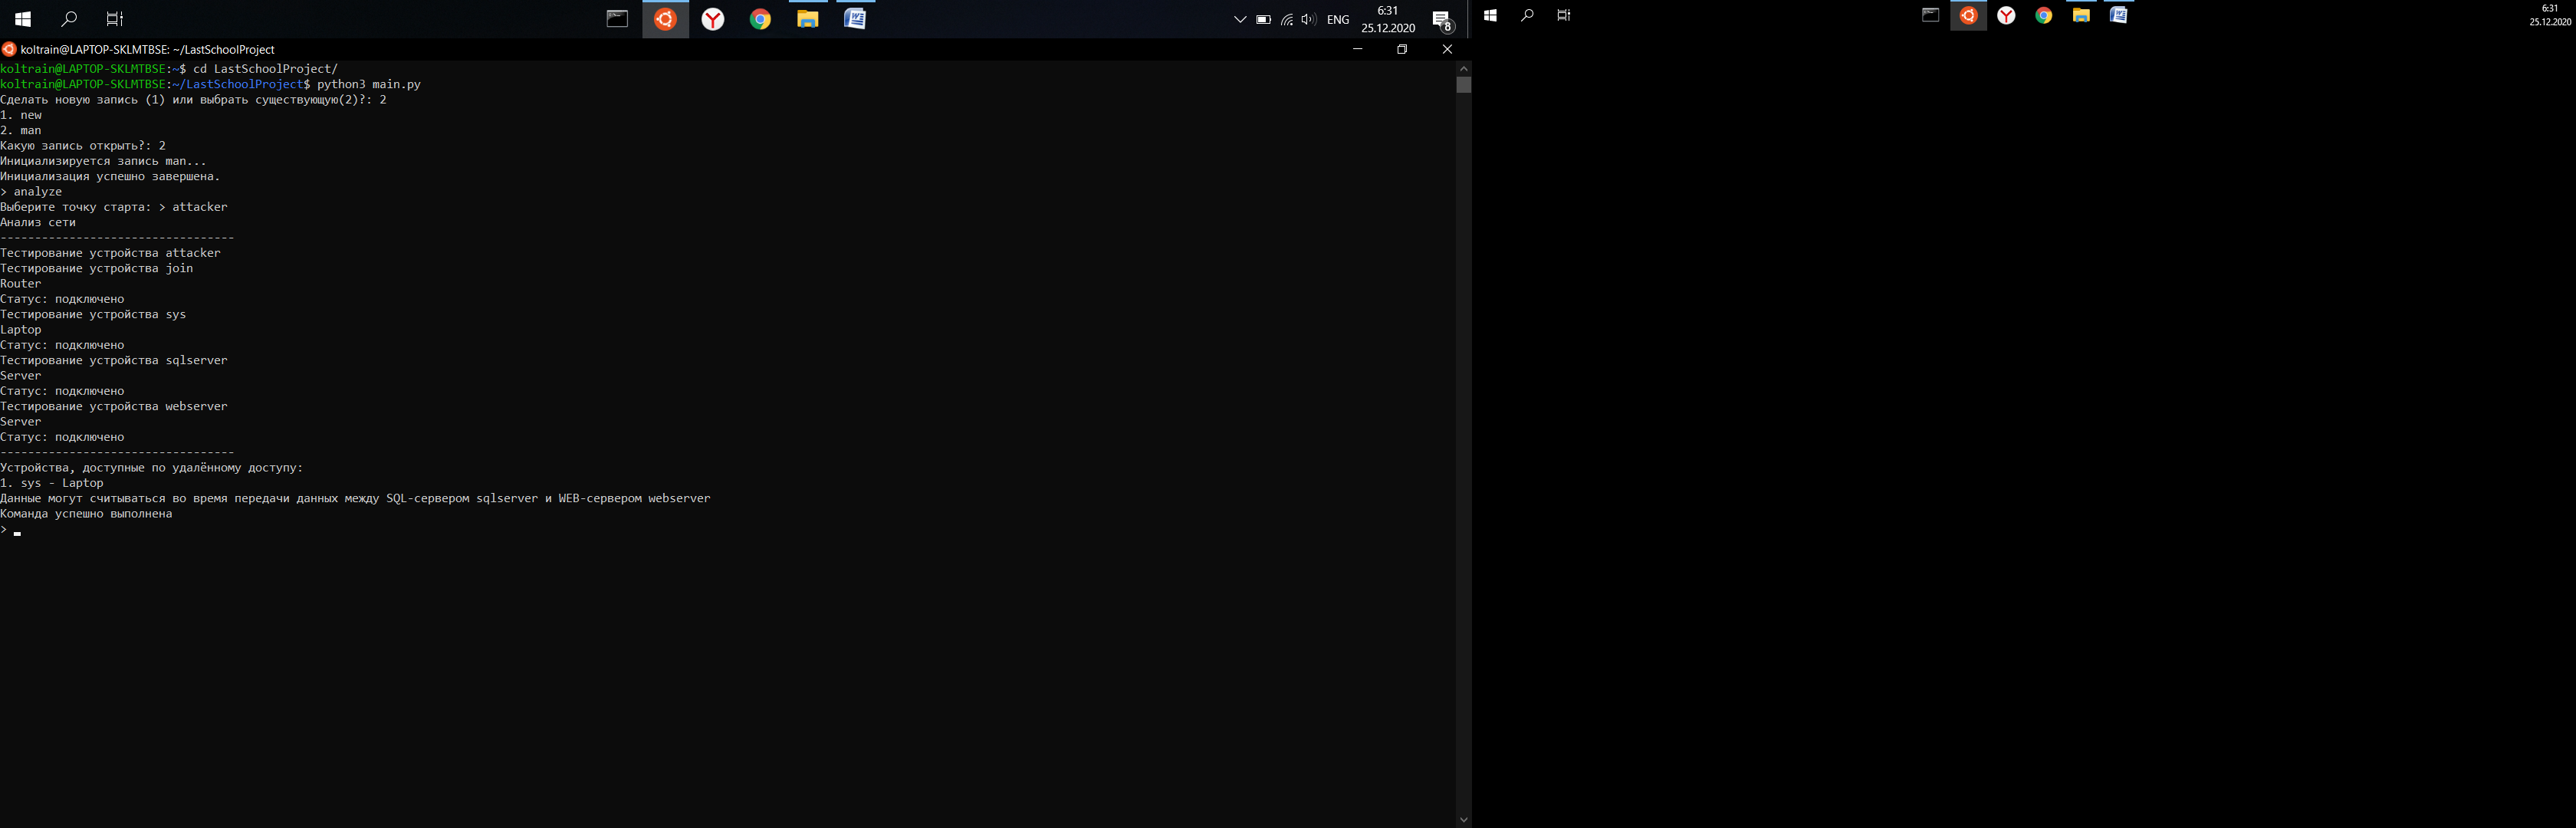 6:31
ENG
25.12.2020
8
6:31
25.12.2020
koltrain@LAPTOP-SKLMTBSE: ~/LastSchoolProject
koltrain@LAPTOP-SKLMTBSE:~$ cd LastSchoolProject/
koltrain@LAPTOP-SKLMTBSE:~/LastSchoolProject$ python3 main.py
Сделать новую запись (1) или выбрать существующую(2)?: 2
1. new
2. man
Какую запись открыть?: 2
Инициализируется запись man...
Инициализация успешно завершена.
> analyze
Выберите точку старта: > attacker
Анализ сети
----------------------------------
Тестирование устройства attacker
Тестирование устройства join
Router
Статус: подключено
Тестирование устройства sys
Laptop
Статус: подключено
Тестирование устройства sqlserver
Server
Статус: подключено
Тестирование устройства webserver
Server
Статус: подключено
----------------------------------
Устройства, доступные по удалённому доступу:
1. sys - Laptop
Данные могут считываться во время передачи данных между SQL-сервером sqlserver и WEB-сервером webserver
Команда успешно выполнена
>